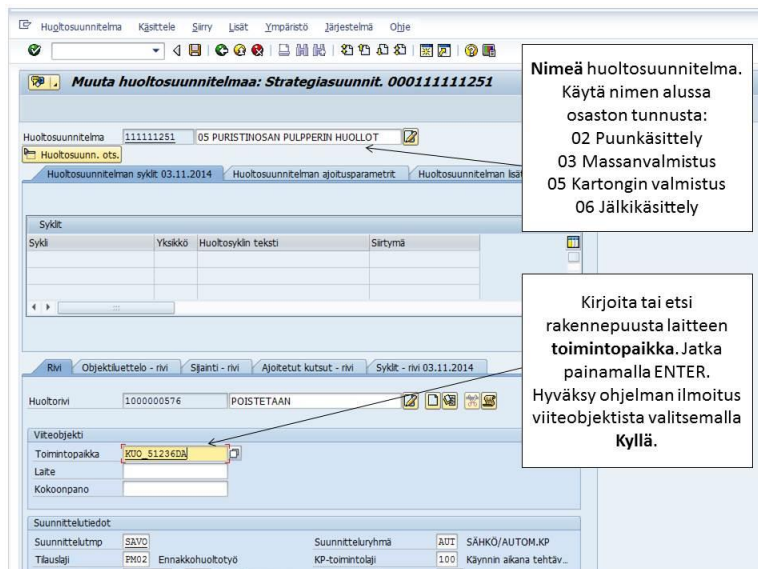 Huoltosuunnitelma Käsittele Siirry Lisät Ympäristö Järjestelmä Ohje
Muuta huoltosuunnitelmaa: Strategiasuunnit. 000111111251
Huoltosuunnitelma 111111251 05 PURISTINOSAN PULPPERIN HUOLLOT
Huoltosuunn. ots.
Huoltosuunnitelman syklit 03.11.2014 Huoltosuunnitelman ajoitusparametrit Huoltosuunnitelman
Syklit
Sykli Yksikkö Huoltosyklin teksti Siirtymä
Rivi Objektiluettelo - rivi Sijainti - rivi Ajoitetut kutsut - rivi Syklit - rivi 03.11.2014
Huoltorivi 1000000576 POISTETAAN
Viiteobjekti
Toimintopaikka KUO_51236DA
Laite
Kokoonpano
Suunnittelutiedot
Suunnittelutmp SAVO Suunnitteluryhmä AUT SÄHKÖ/AUTOM.KP
Tilauslaji PM02 Ennakkohuoltotyö KP-toimintolaji 100 Käynnin aikana tehtäv...
Nimeä huoltosuunnitelma.
Käytä nimen alussa
osaston tunnusta:
02 Puunkäsittely
03 Massanvalmistus
05 Kartongin valmistus
06 Jälkikäsittely
Kirjoita tai etsi
rakennepuusta laitteen
toimintopaikka. Jatka
painamalla ENTER.
Hyväksy ohjelman ilmoitus
viiteobjektista valitsemalla
Kyllä.